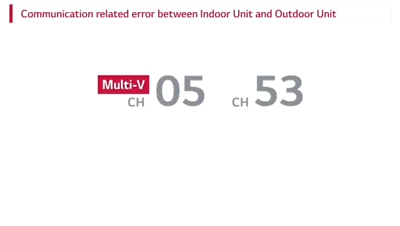 Communication related error between Indoor Unit and Outdoor Unit
Multi-V
CH 05 CH 53